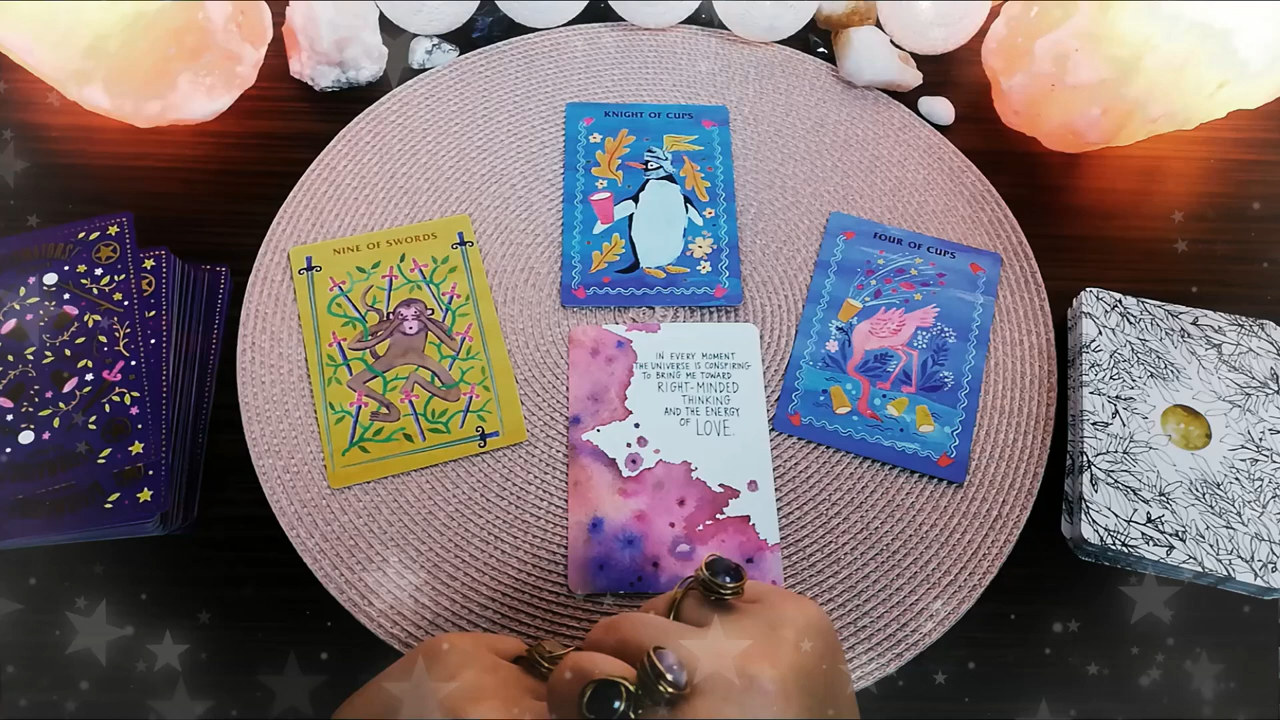 KNIGHT OF CUPS
NINE OF SWORDS
FOUR OF CUPS
IN EVERY MOMENT
THE UNIVERSE IS CONSPIRING
TO BRING ME TOWARD
RIGHT-MINDED
THINKING
AND THE ENERGY
OF LOVE.